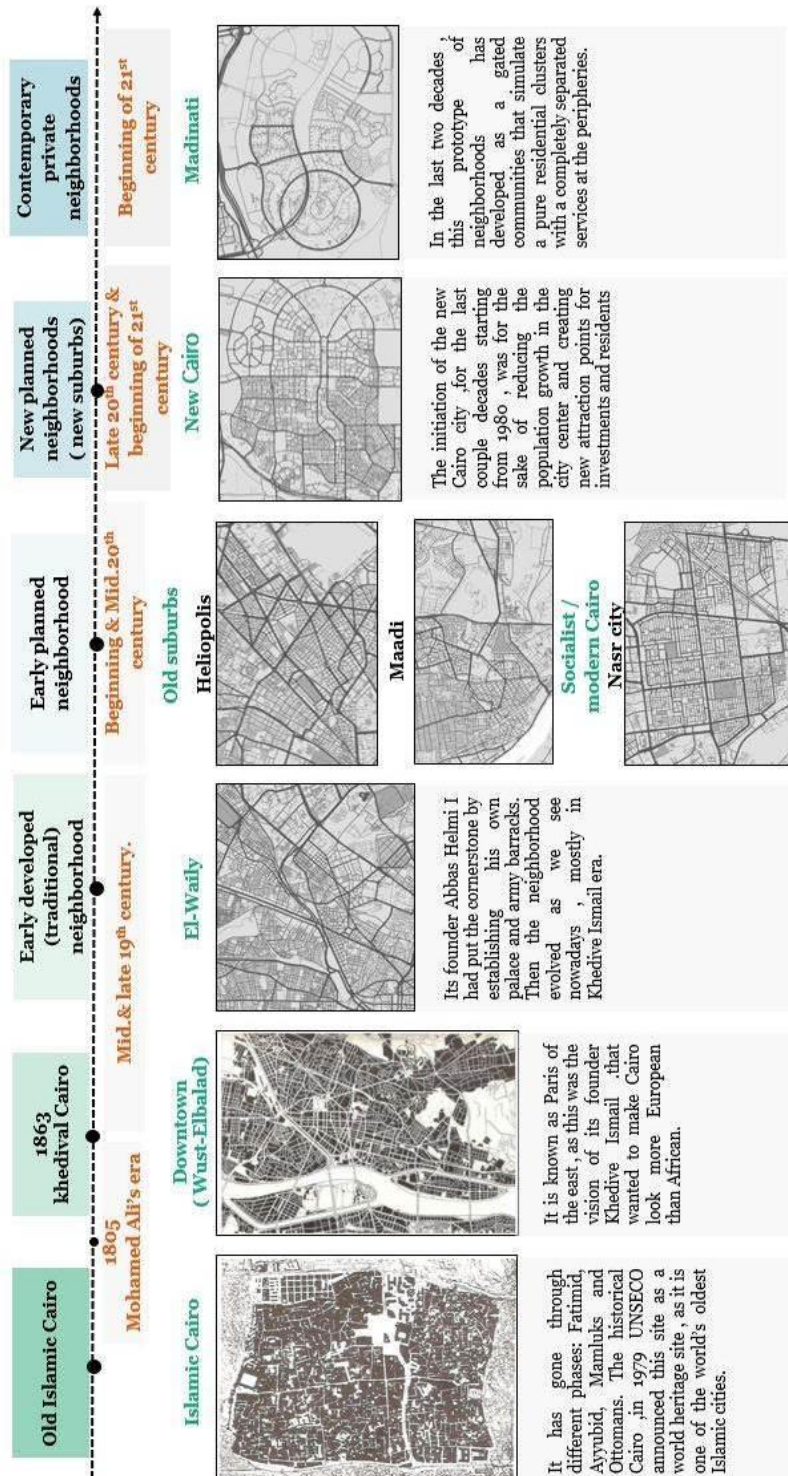 Old Islamic Cairo
1863
khedival Cairo
Early developed
(traditional)
neighborhood
Early planned
neighborhood
New planned
neighborhoods
( new suburbs)
Contemporary
private
neighborhoods
1805
Mohamed Ali's era
Mid.& late 19th century.
Beginning & Mid.20th
century
Late 20th century &
beginning of 21st
century
Beginning of 21st
century
Islamic Cairo
It has gone through
different phases: Fatimid,
Ayyubid, Mamluks and
Ottomans. The historical
Cairo ,in 1979 UNSECO
announced this site as a
world heritage site , as it is
one of the world's oldest
Islamic cities.
Downtown
( Wust-Elbalad)
It is known as Paris of
the east , as this was the
vision of its founder
Khedive Ismail .that
wanted to make Cairo
look more European
than African.
El-Waily
Its founder Abbas Helmi I
had put the cornerstone by
establishing his own
palace and army barracks.
Then the neighborhood
evolved as we see
nowadays , mostly in
Khedive Ismail era.
Old suburbs
Heliopolis
Maadi
Socialist /
modern Cairo
Nasr city
New Cairo
The initiation of the new
Cairo city ,for the last
couple decades starting
from 1980 , was for the
sake of reducing the
population growth in the
city center and creating
new attraction points for
investments and residents
Madinati
In the last two decades ,
this prototype of
neighborhoods has
developed as a gated
communities that simulate
a pure residential clusters
with a completely separated
services at the peripheries.